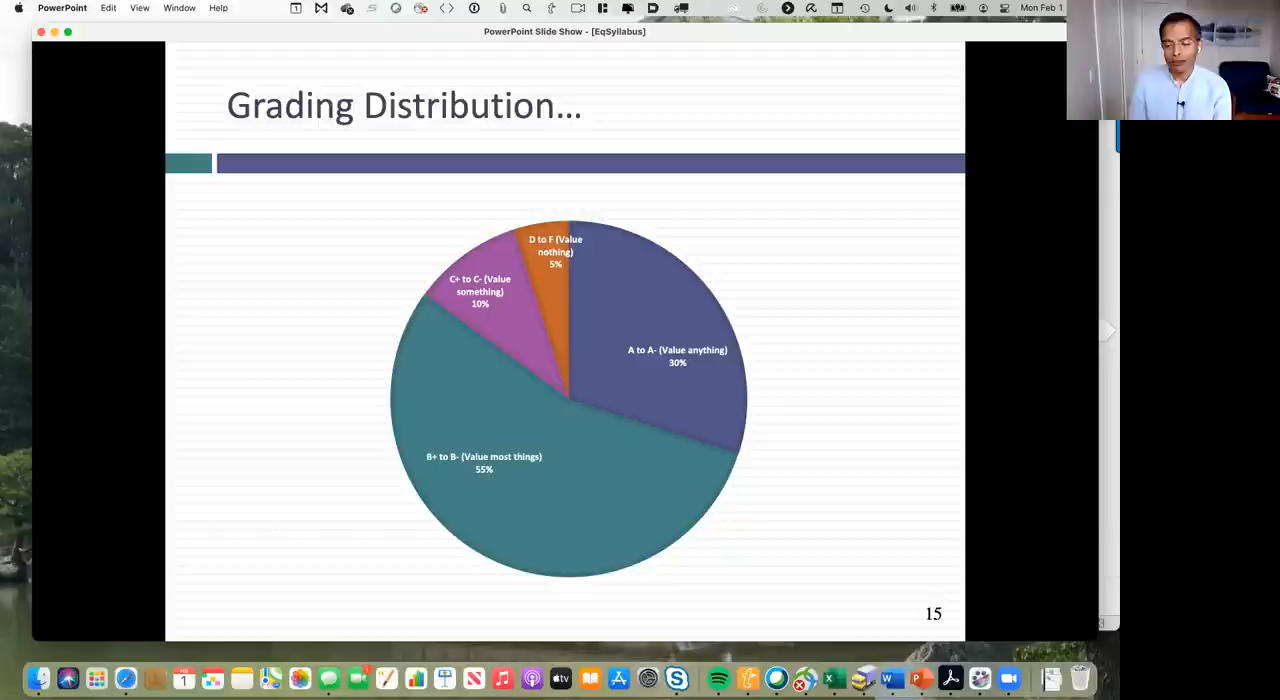 PowerPoint Edit View Window Help
Mon Feb 1
PowerPoint Slide Show - [EqSyllabus]
Grading Distribution...
D to F (Value
nothing)
5%
C+ to C- (Value
something)
10%
A to A- (Value anything)
30%
B+ to B- (Value most things)
55%
15